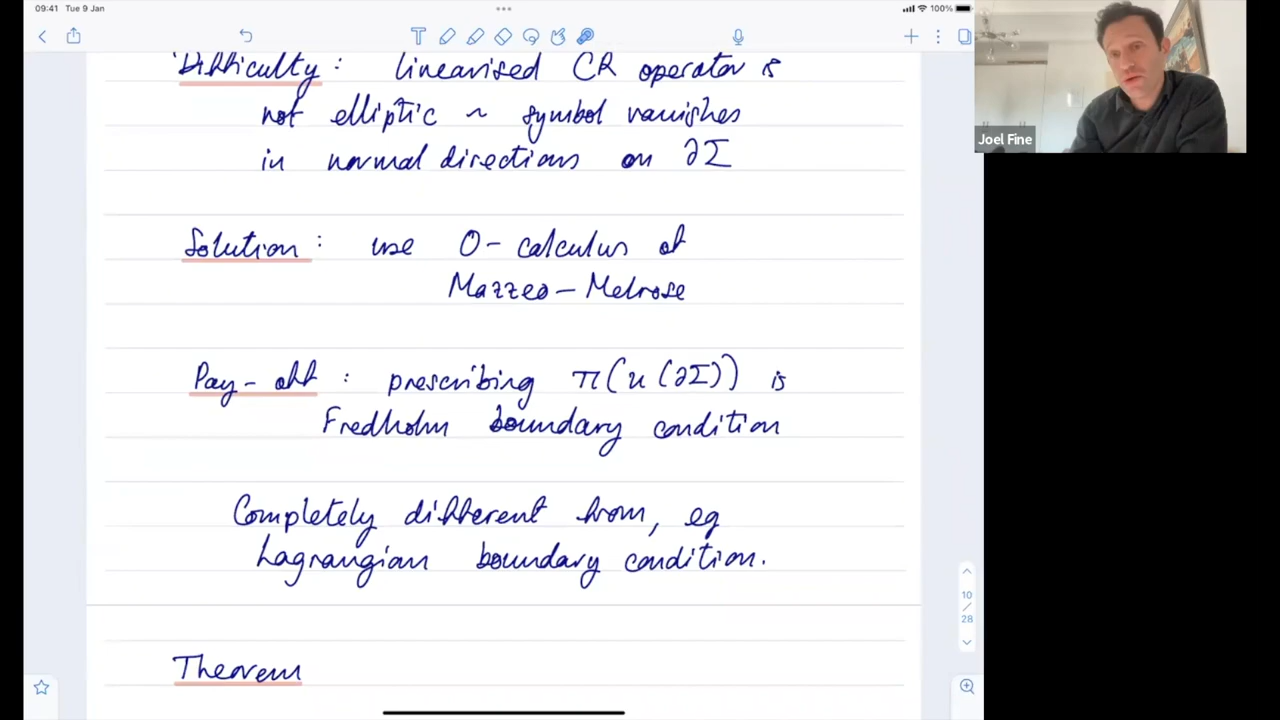 09:41 Tue 9 Jan
100%
Difficulty : linearised CR operator is
not elliptic ~ symbol vanishes
in normal directions on ∂Σ
Solution : use 0-calculus of
Mazzeo-Melrose
Pay-off : prescribing π(u(∂Σ)) is
Fredholm boundary condition
Completely different from, eg
Lagrangian boundary condition.
Theorem
10
/
28
Joel Fine